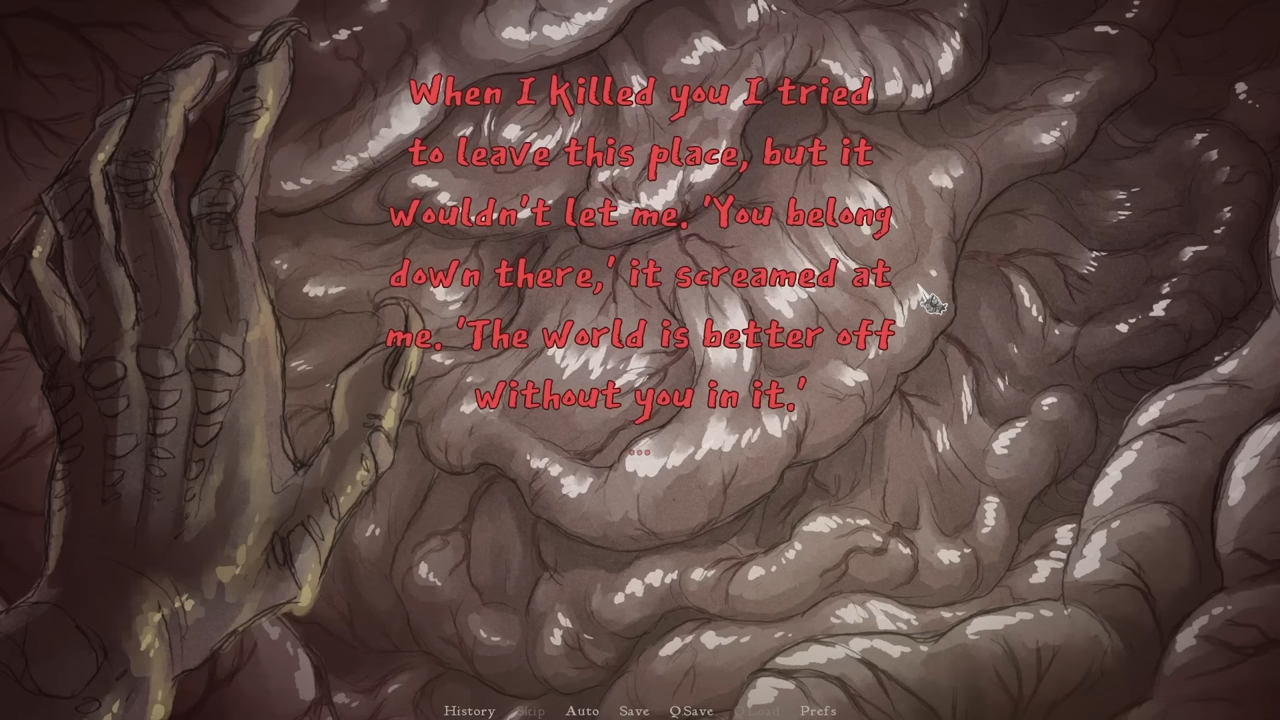 When I killed you I tried
to leave this place, but it
wouldn't let me. 'You belong
down there,' it screamed at
me. 'The world is better off
without you in it.'
...
History Skip Auto Save Q.Save Q.Load Prefs